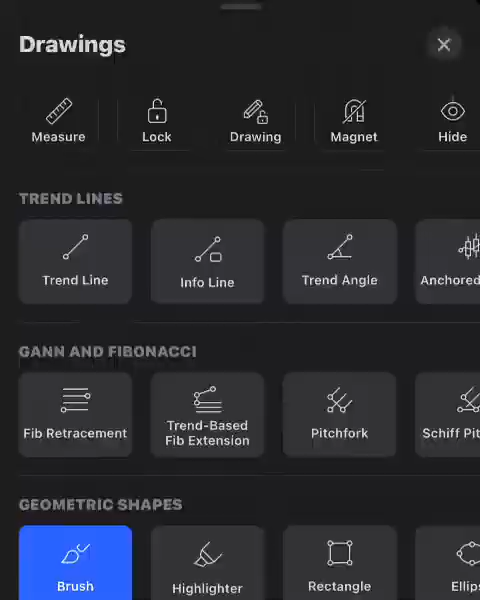 Drawings
Measure
Lock
Drawing
Magnet
Hide
TREND LINES
Trend Line
Info Line
Trend Angle
Anchored
GANN AND FIBONACCI
Fib Retracement
Trend-Based
Fib Extension
Pitchfork
Schiff Pit
GEOMETRIC SHAPES
Brush
Highlighter
Rectangle
Ellips